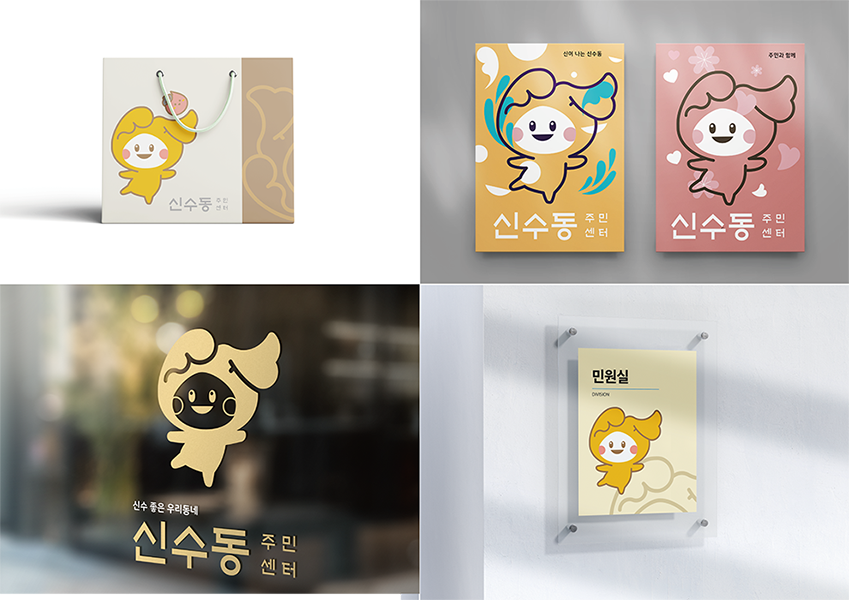 신수동 주민
센터
신이 나는 신수동
신수동 주민
센터
주민과 함께
신수동 주민
센터
신수 좋은 우리동네
신수동 주민
센터
민원실
DIVISION